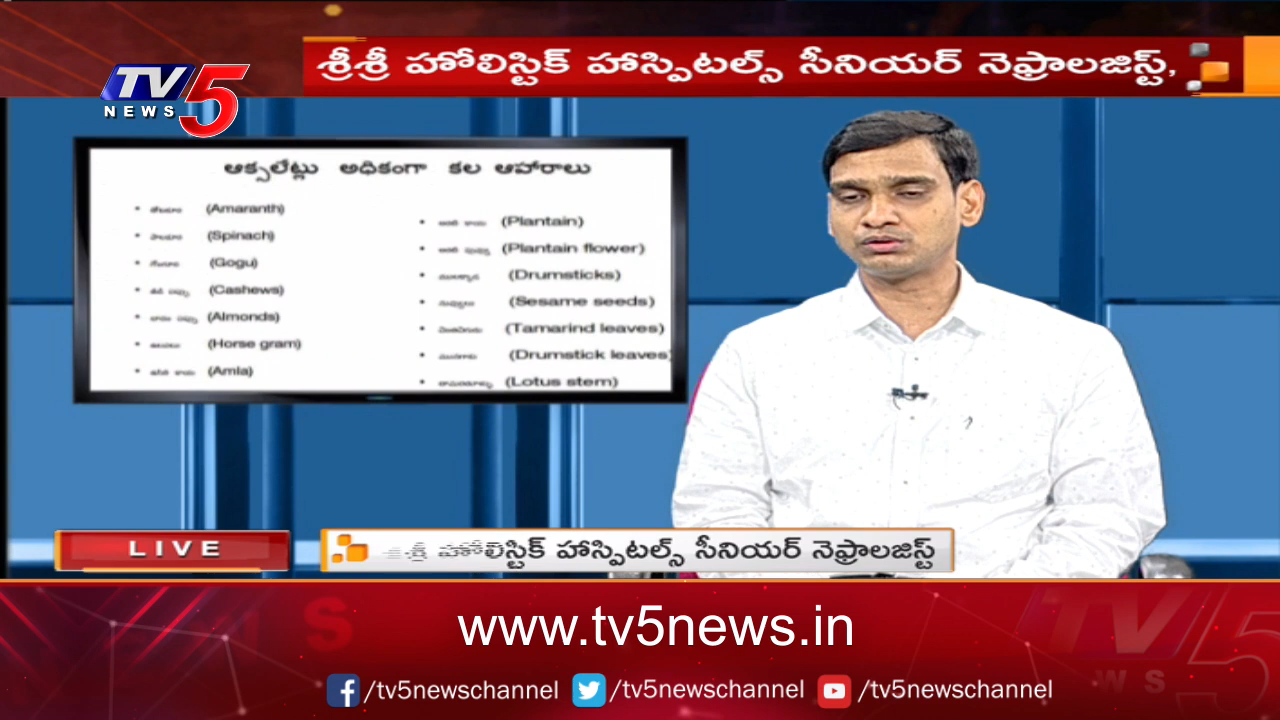 శ్రీశ్రీ హోలిస్టిక్ హాస్పిటల్స్ సీనియర్ నెఫ్రాలజిస్ట్,
TV5
NEWS
ఆక్సలేట్లు అధికంగా కల ఆహారాలు
(Amaranth)
(Spinach)
(Gogu)
(Cashews)
(Almonds)
(Horse gram)
(Amla)
(Plantain)
(Plantain flower)
(Drumsticks)
(Sesame seeds)
(Tamarind leaves)
(Drumstick leaves)
(Lotus stem)
LIVE
హోలిస్టిక్ హాస్పిటల్స్ సీనియర్ నెఫ్రాలజిస్ట్
www.tv5news.in
/tv5newschannel /tv5newschannel /tv5newschannel